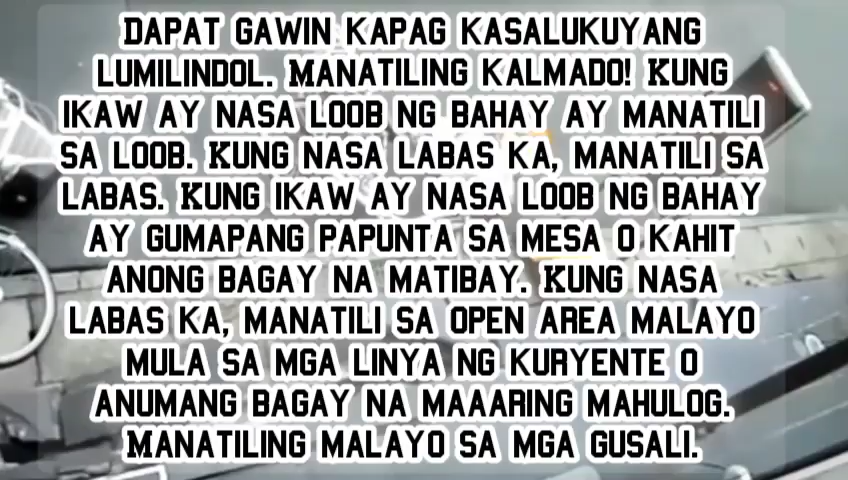 DAPAT GAWIN KAPAG KASALUKUYANG
LUMILINDOL. MANATILING KALMADO! KUNG
IKAW AY NASA LOOB NG BAHAY AY MANATILI
SA LOOB. KUNG NASA LABAS KA, MANATILI SA
LABAS. KUNG IKAW AY NASA LOOB NG BAHAY
AY GUMAPANG PAPUNTA SA MESA O KAHIT
ANONG BAGAY NA MATIBAY. KUNG NASA
LABAS KA, MANATILI SA OPEN AREA MALAYO
MULA SA MGA LINYA NG KURYENTE O
ANUMANG BAGAY NA MAAARING MAHULOG.
MANATILING MALAYO SA MGA GUSALI.